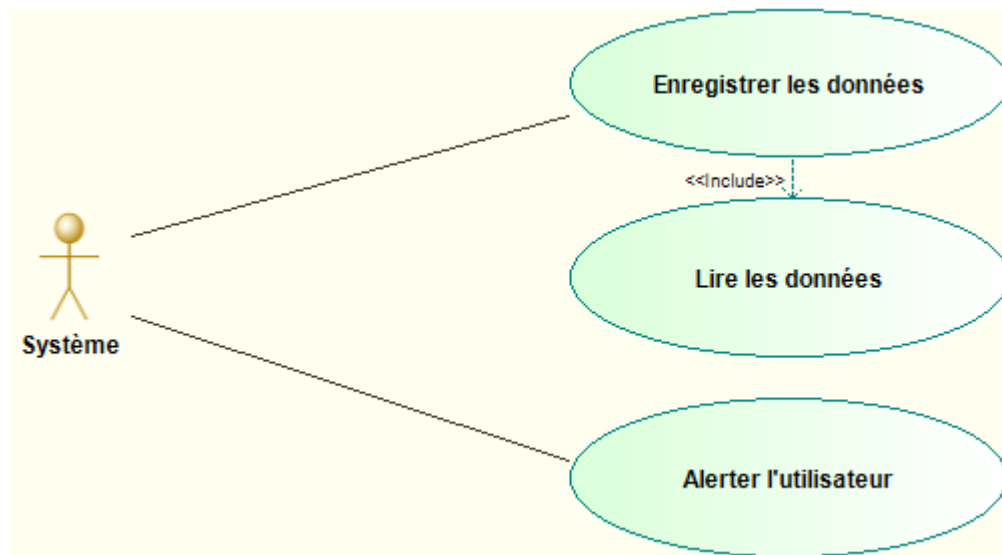 Enregistrer les données
<<Include>>
Lire les données
Système
Alerter l'utilisateur